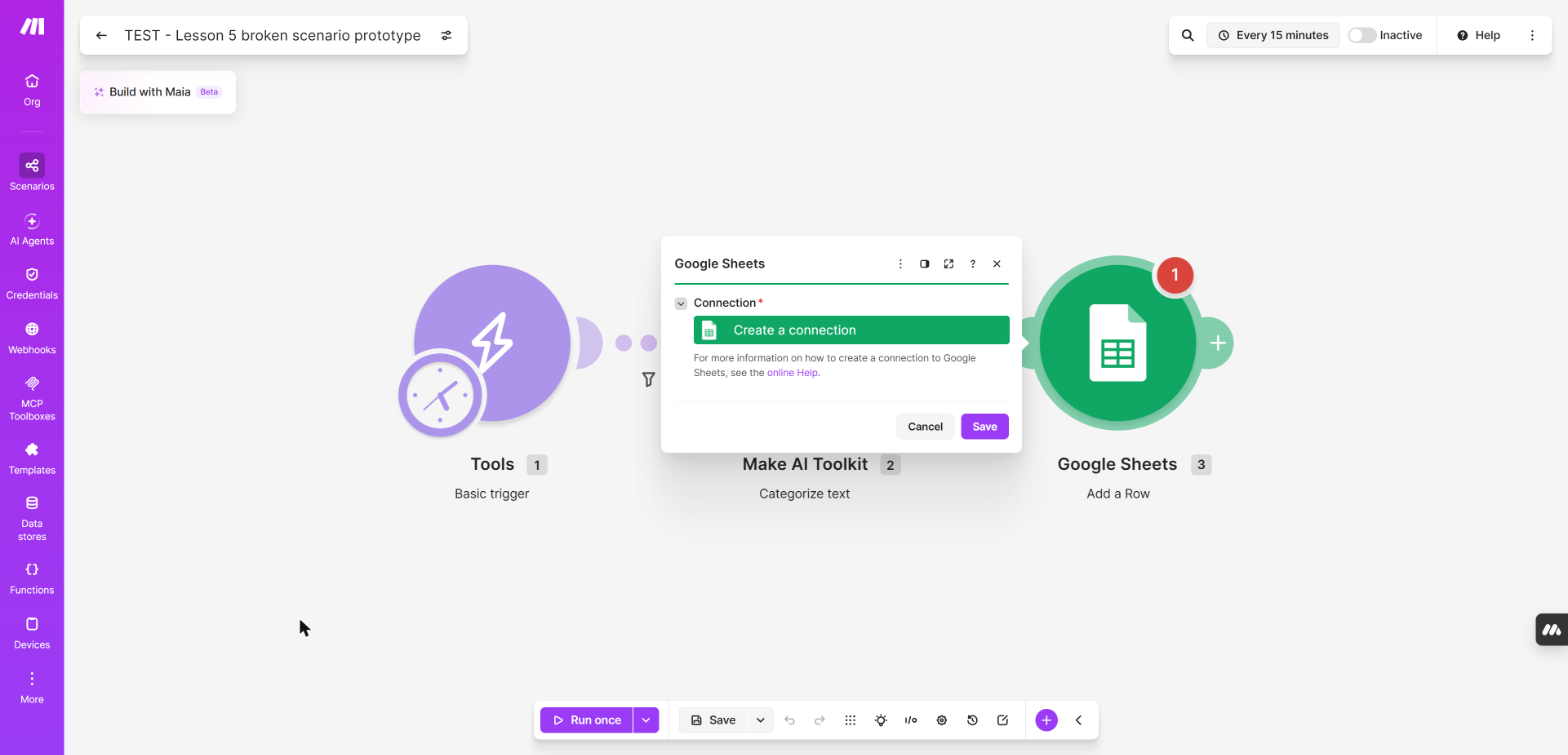 TEST - Lesson 5 broken scenario prototype
Every 15 minutes
Inactive
Help
Build with Maia Beta
Org
Scenarios
AI Agents
Credentials
Webhooks
MCP
Toolboxes
Templates
Data
stores
Functions
Devices
More
Google Sheets
?
Connection *
Create a connection
For more information on how to create a connection to Google
Sheets, see the online Help.
Cancel
Save
1
Tools 1
Basic trigger
Make AI Toolkit 2
Categorize text
Google Sheets 3
Add a Row
Run once
Save